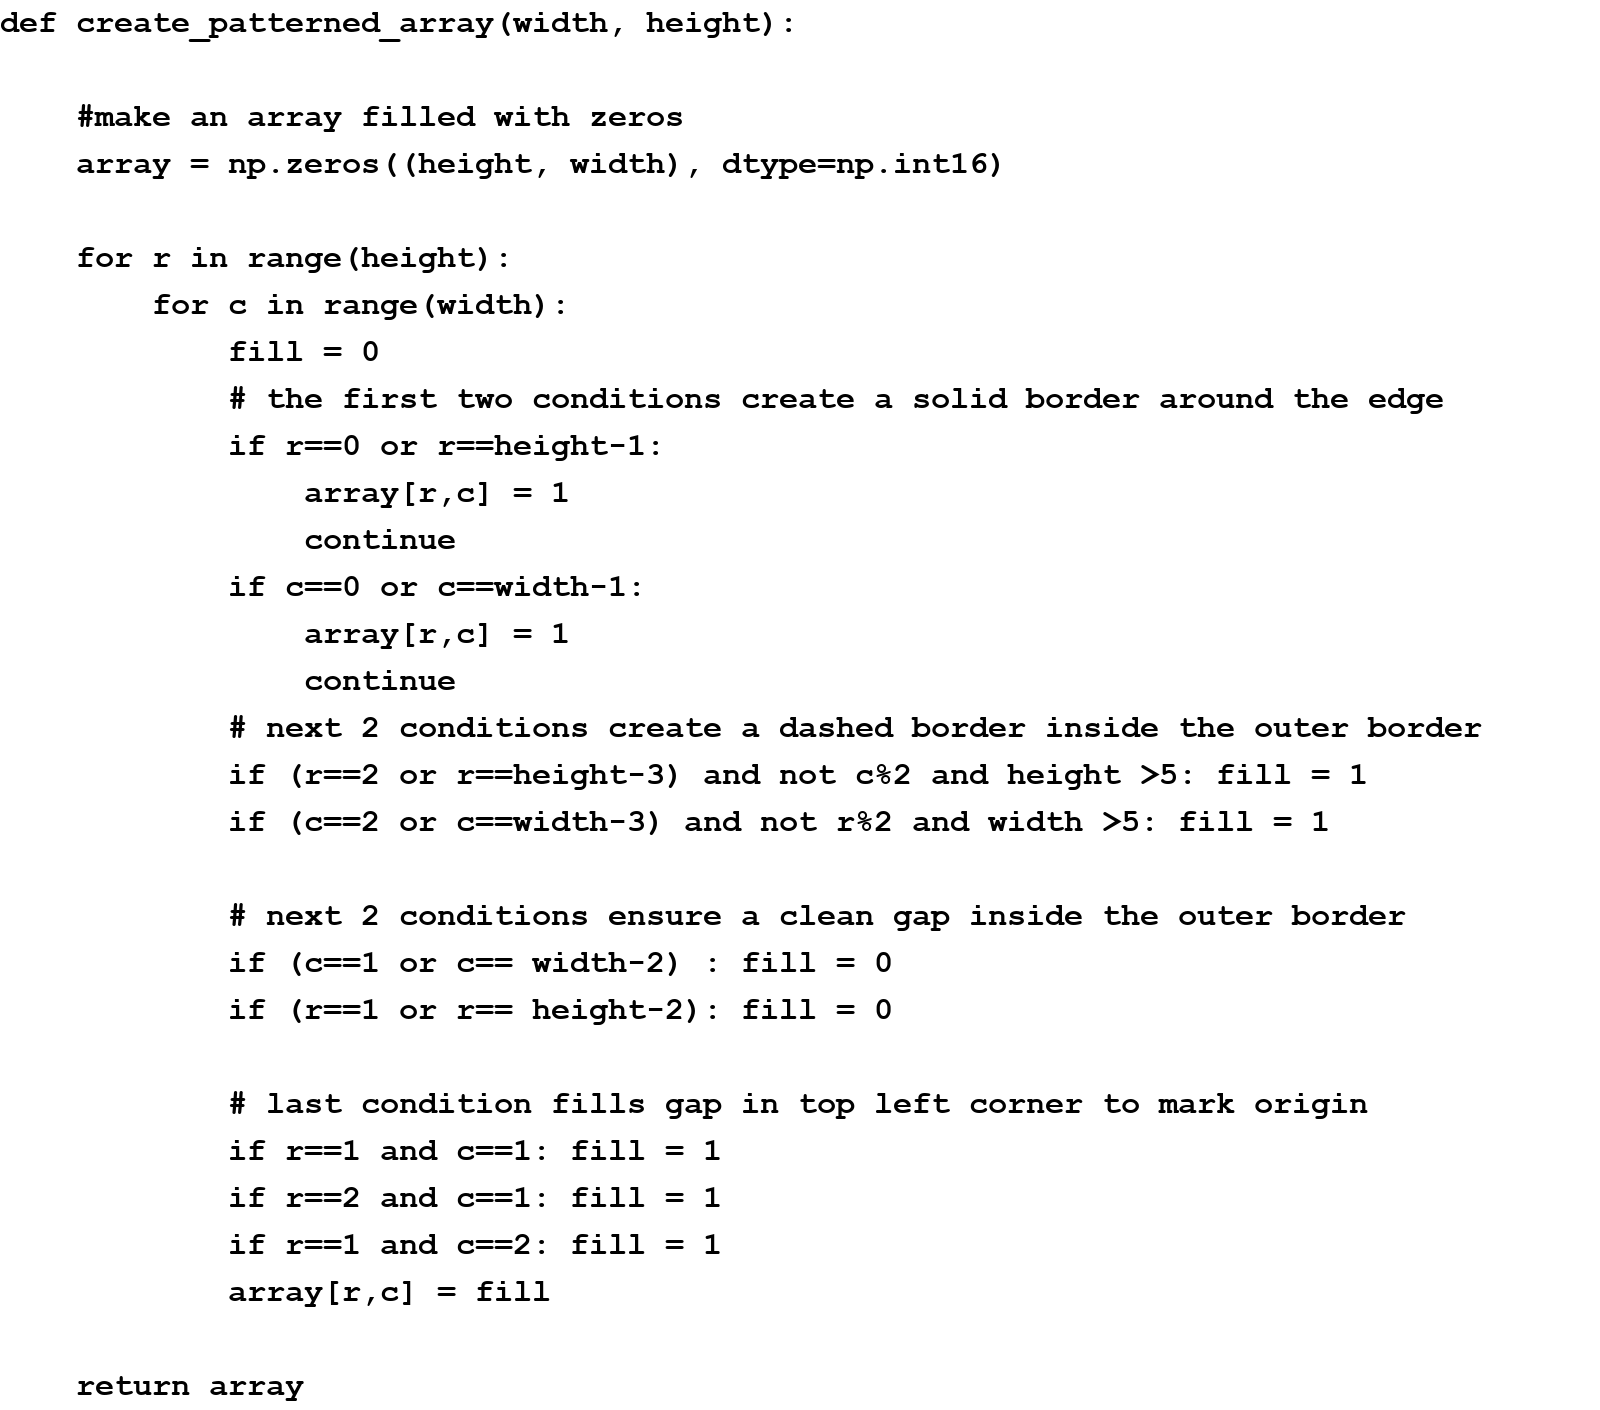 def create_patterned_array(width, height):
    #make an array filled with zeros
    array = np.zeros((height, width), dtype=np.int16)
    for r in range(height):
        for c in range(width):
            fill = 0
            # the first two conditions create a solid border around the edge
            if r==0 or r==height-1:
                array[r,c] = 1
                continue
            if c==0 or c==width-1:
                array[r,c] = 1
                continue
            # next 2 conditions create a dashed border inside the outer border
            if (r==2 or r==height-3) and not c%2 and height >5: fill = 1
            if (c==2 or c==width-3) and not r%2 and width >5: fill = 1
            # next 2 conditions ensure a clean gap inside the outer border
            if (c==1 or c== width-2) : fill = 0
            if (r==1 or r== height-2): fill = 0
            # last condition fills gap in top left corner to mark origin
            if r==1 and c==1: fill = 1
            if r==2 and c==1: fill = 1
            if r==1 and c==2: fill = 1
            array[r,c] = fill
    return array